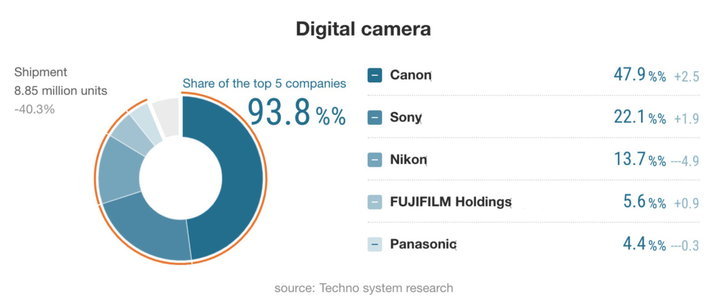 Digital camera
Shipment
8.85 million units
-40.3%
Share of the top 5 companies
93.8 %%
Canon 47.9 %% +2.5
Sony 22.1 %% +1.9
Nikon 13.7 %% ---4.9
FUJIFILM Holdings 5.6 %% +0.9
Panasonic 4.4 %% ---0.3
source: Techno system research